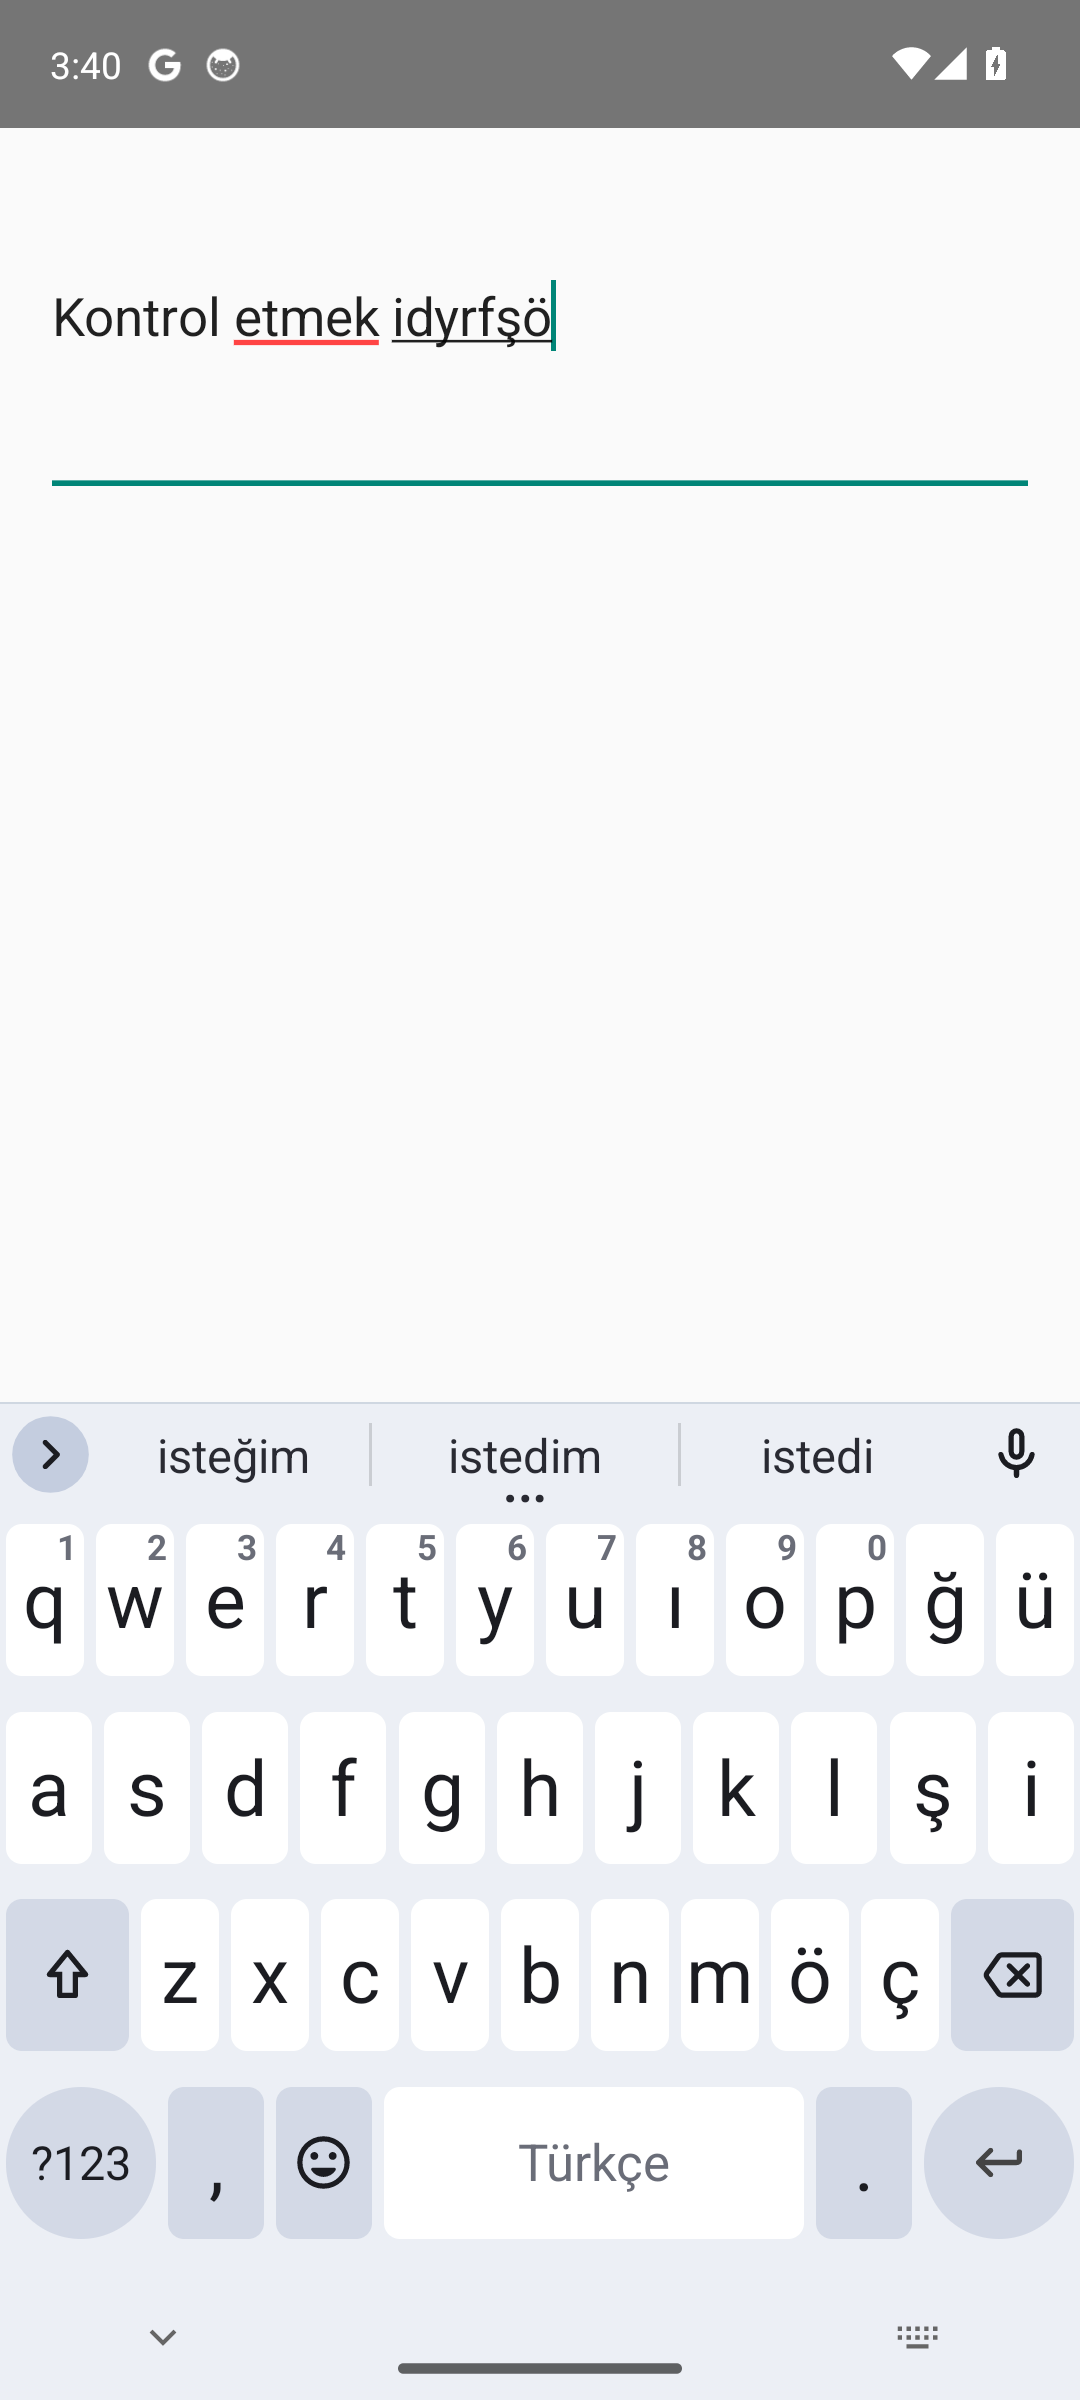 3:40
Kontrol etmek idyrfşö
isteğim istedim istedi
1 2 3 4 5 6 7 8 9 0
q w e r t y u ı o p ğ ü
a s d f g h j k l ş i
z x c v b n m ö ç
?123 , Türkçe .